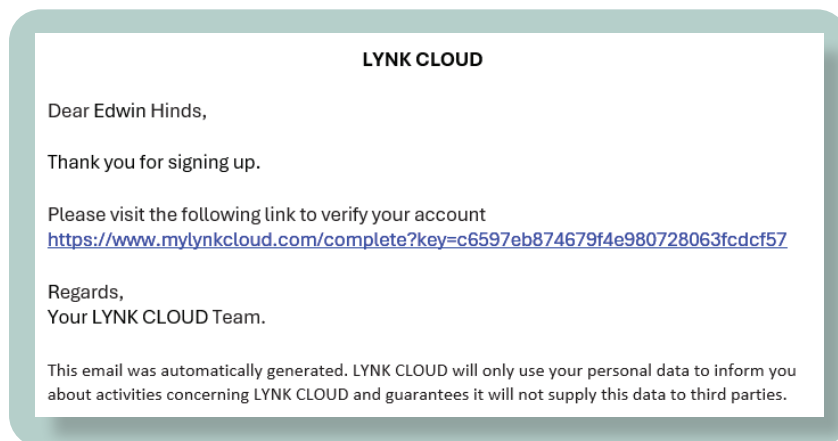 LYNK CLOUD
Dear Edwin Hinds,
Thank you for signing up.
Please visit the following link to verify your account
https://www.mylynkcloud.com/complete?key=c6597eb874679f4e980728063fcdcf57
Regards,
Your LYNK CLOUD Team.
This email was automatically generated. LYNK CLOUD will only use your personal data to inform you
about activities concerning LYNK CLOUD and guarantees it will not supply this data to third parties.